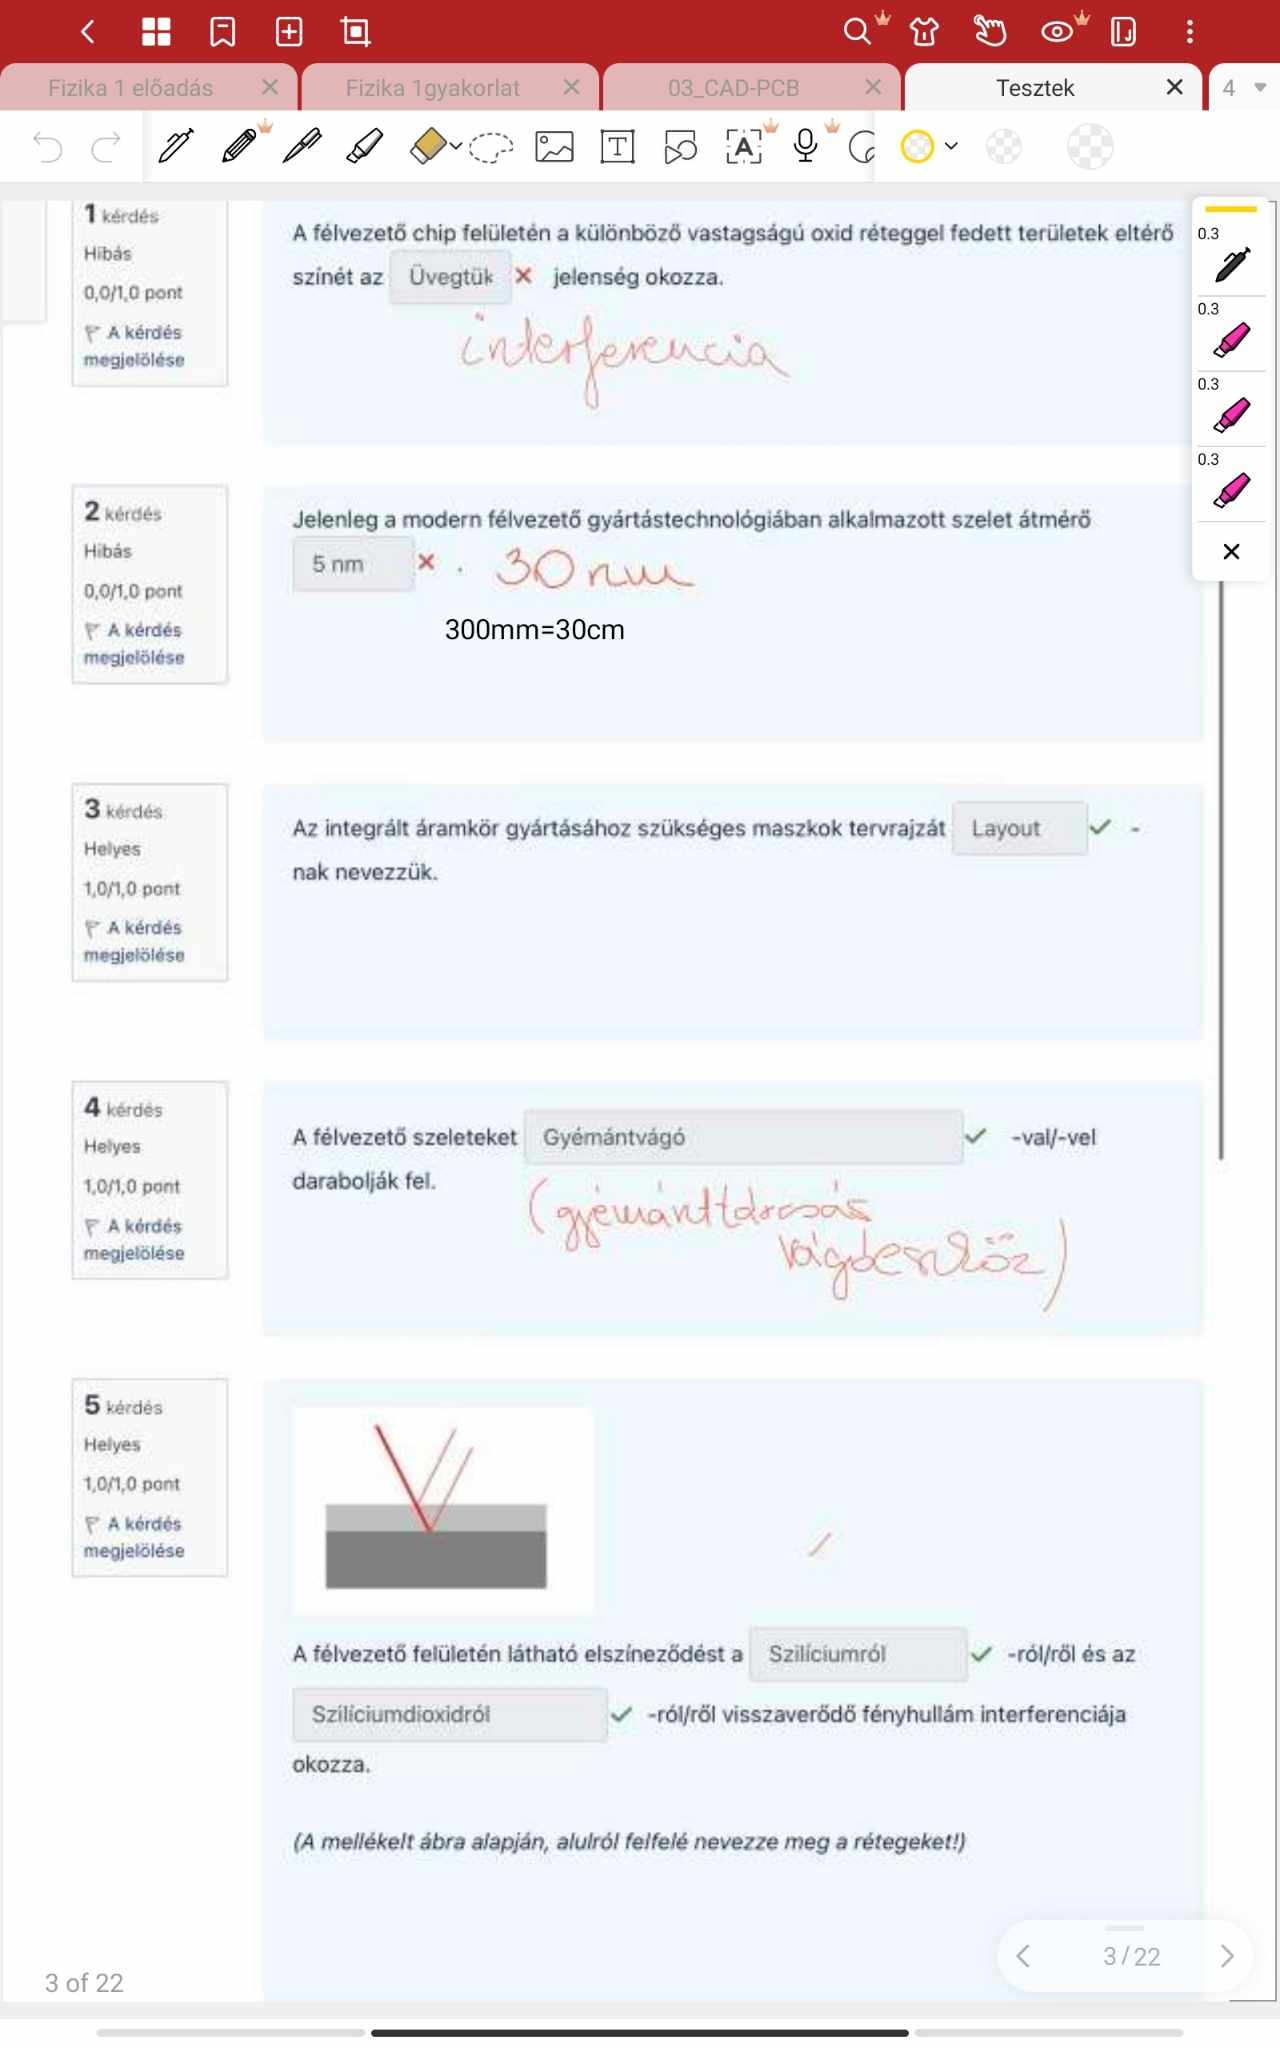 Fizika 1 előadás
Fizika 1gyakorlat
03_CAD-PCB
Tesztek
4
1 kérdés
Hibás
0,0/1,0 pont
A kérdés
megjelölése
A félvezető chip felületén a különböző vastagságú oxid réteggel fedett területek eltérő
színét az Üvegtük jelenség okozza.
interferencia
0.3
0.3
0.3
0.3
2 kérdés
Hibás
0,0/1,0 pont
A kérdés
megjelölése
Jelenleg a modern félvezető gyártástechnológiában alkalmazott szelet átmérő
5 nm . 30 nm
300mm=30cm
3 kérdés
Helyes
1,0/1,0 pont
A kérdés
megjelölése
Az integrált áramkör gyártásához szükséges maszkok tervrajzát Layout -
nak nevezzük.
4 kérdés
Helyes
1,0/1,0 pont
A kérdés
megjelölése
A félvezető szeleteket Gyémántvágó -val/-vel
darabolják fel.
(gyémánttárcsás
vágóeszköz)
5 kérdés
Helyes
1,0/1,0 pont
A kérdés
megjelölése
A félvezető felületén látható elszíneződést a Szilíciumról -ról/ről és az
Szilíciumdioxidról -ról/ről visszaverődő fényhullám interferenciája
okozza.
(A mellékelt ábra alapján, alulról felfelé nevezze meg a rétegeket!)
3 of 22
3/22